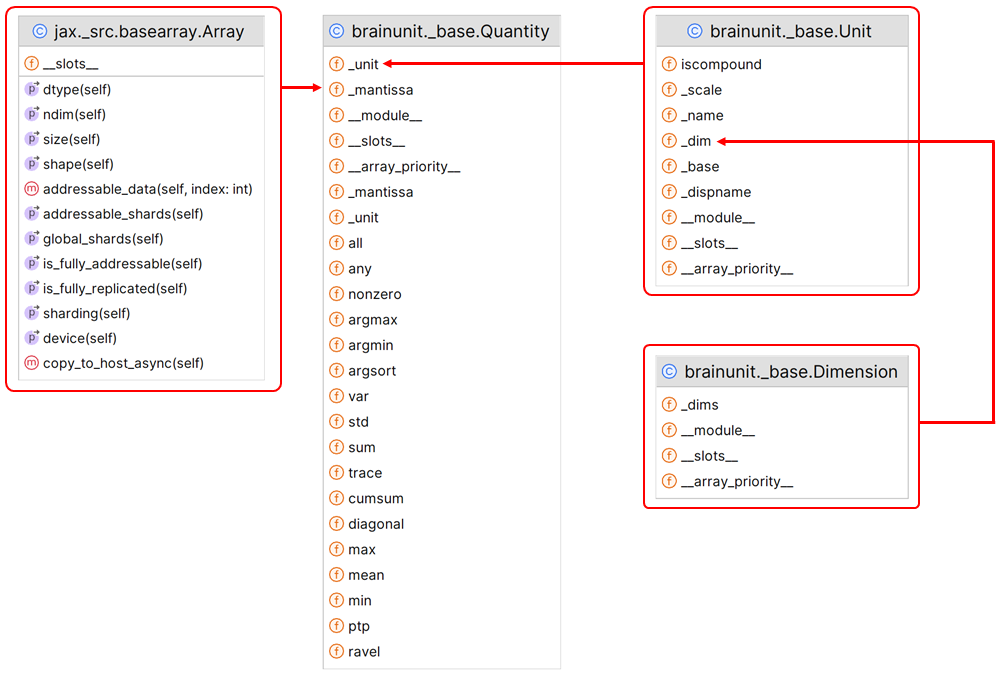 jax._src.basearray.Array
__slots__
dtype(self)
ndim(self)
size(self)
shape(self)
addressable_data(self, index: int)
addressable_shards(self)
global_shards(self)
is_fully_addressable(self)
is_fully_replicated(self)
sharding(self)
device(self)
copy_to_host_async(self)
brainunit._base.Quantity
_unit
_mantissa
__module__
__slots__
__array_priority__
_mantissa
_unit
all
any
nonzero
argmax
argmin
argsort
var
std
sum
trace
cumsum
diagonal
max
mean
min
ptp
ravel
brainunit._base.Unit
iscompound
_scale
_name
_dim
_base
_dispname
__module__
__slots__
__array_priority__
brainunit._base.Dimension
_dims
__module__
__slots__
__array_priority__